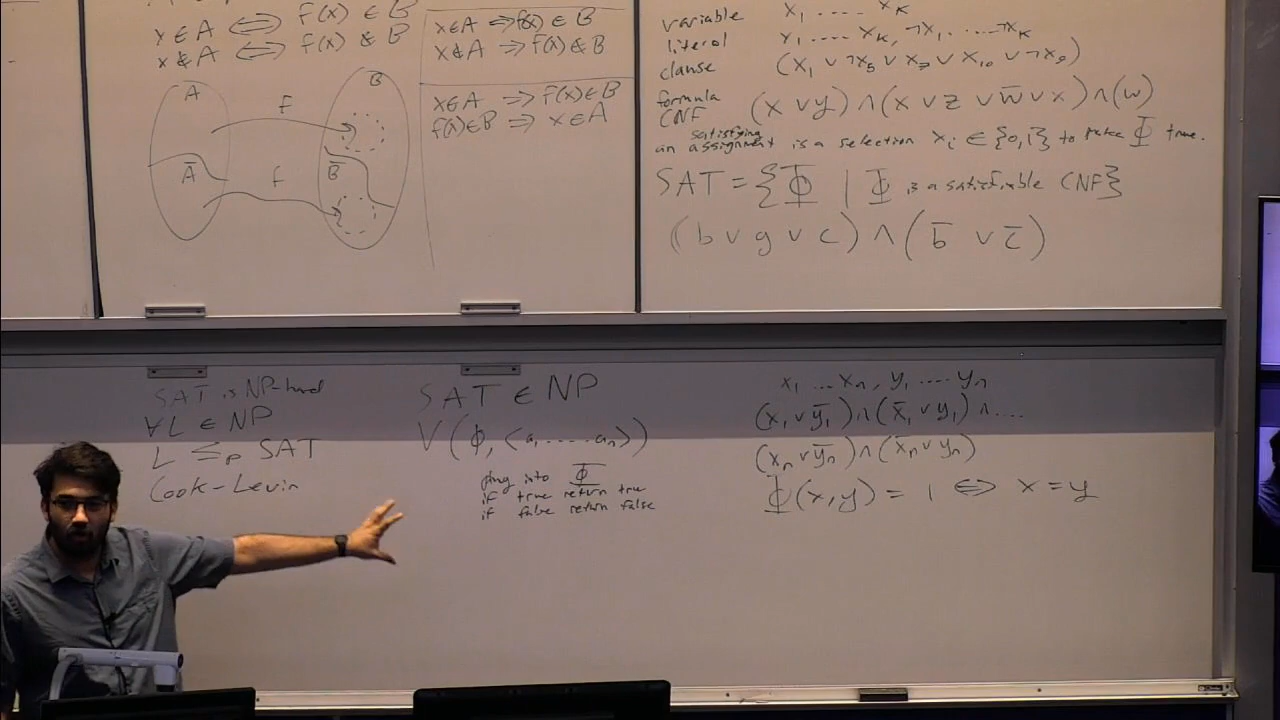 x ∈ A ⟺ f(x) ∈ B
x ∉ A ⟺ f(x) ∉ B
A
F
B
Ā
F
B̄
x∈A ⟹ f(x) ∈ B
x∉A ⟹ f(x) ∉ B
x∈A ⟹ f(x) ∈ B
f(x)∈B ⟹ x∈A
variable x₁ ..... xₖ
literal x₁ .... xₖ, ¬x₁ ... ¬xₖ
clause (x₁ ∨ ¬x₅ ∨ x₇ ∨ x₁₀ ∨ ¬x₉)
formula
CNF (x ∨ y) ∧ (x ∨ z ∨ w̄ ∨ x) ∧ (w)
satisfying
an assignment is a selection xᵢ ∈ {0,1} to make Φ true.
SAT = {Φ | Φ is a satisfiable CNF}
(b ∨ g ∨ c) ∧ (b̄ ∨ c̄)
SAT is NP-hard
∀L ∈ NP
L ≤ₚ SAT
Cook-Levin
SAT ∈ NP
V(φ, <a₁ ..... aₙ>)
plug into Φ
if true return true
if false return false
x₁ ... xₙ, y₁ .... yₙ
(x₁ ∨ ȳ₁) ∧ (x̄₁ ∨ y₁) ∧ ....
(xₙ ∨ ȳₙ) ∧ (x̄ₙ ∨ yₙ)
Φ(x,y) = 1 ⟺ x = y